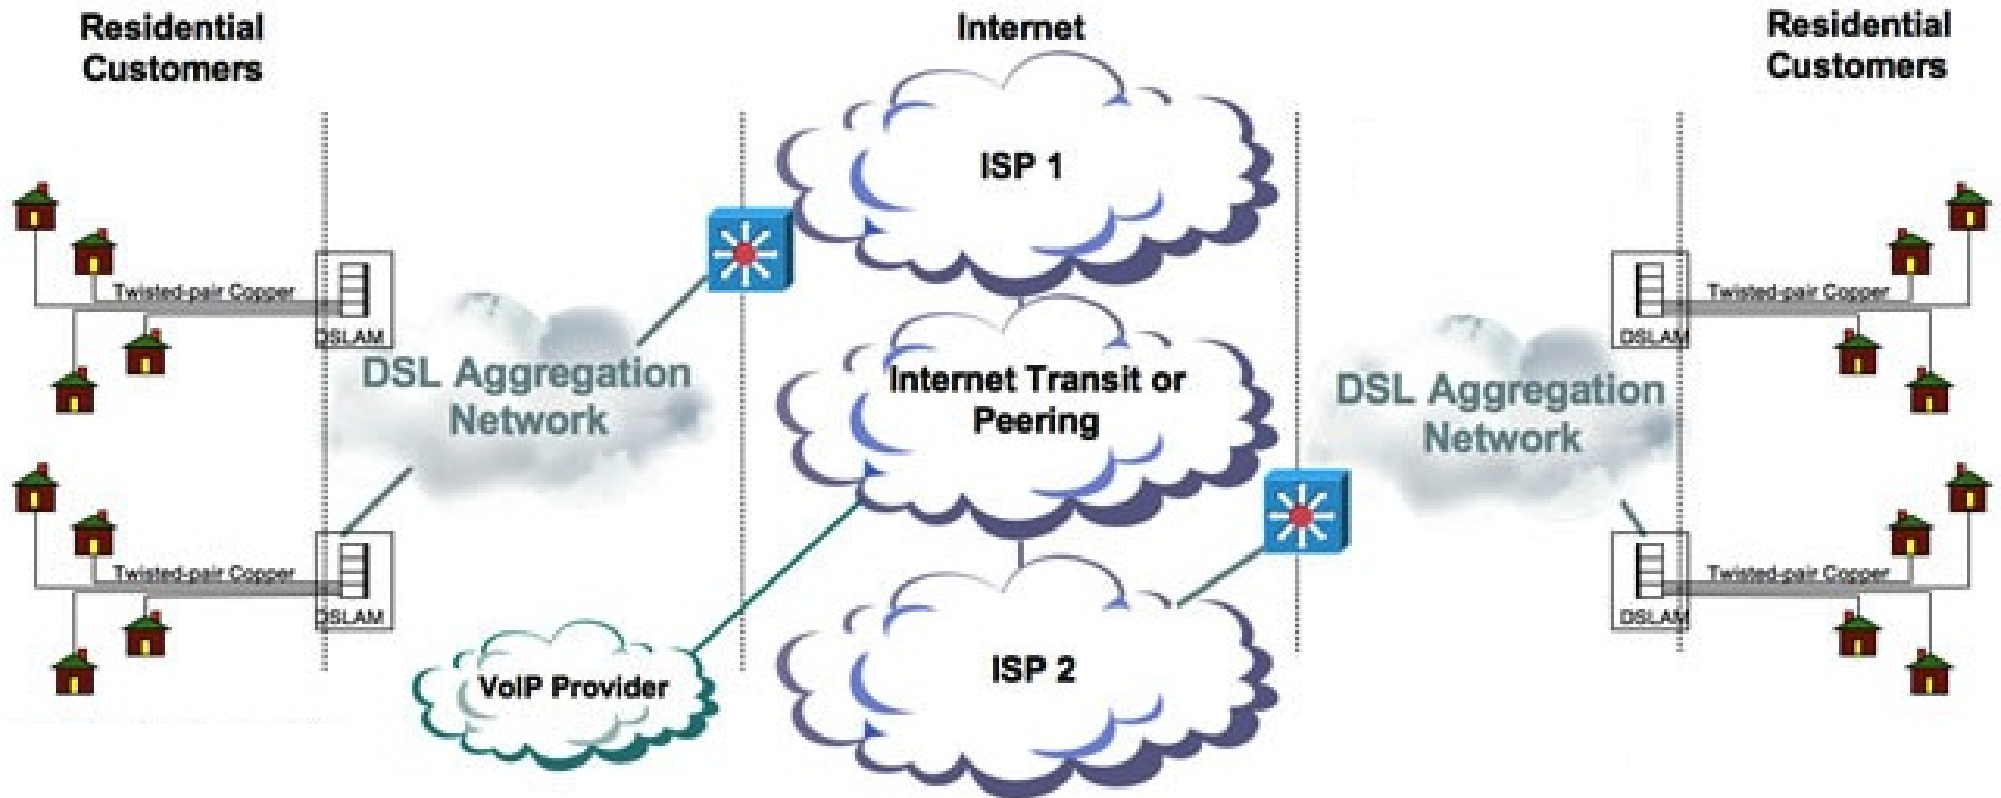 Residential
Customers
Internet
Residential
Customers
ISP 1
Twisted-pair Copper
DSLAM
Twisted-pair Copper
DSLAM
DSL Aggregation
Network
Internet Transit or
Peering
DSL Aggregation
Network
Twisted-pair Copper
DSLAM
Twisted-pair Copper
DSLAM
VoIP Provider
ISP 2